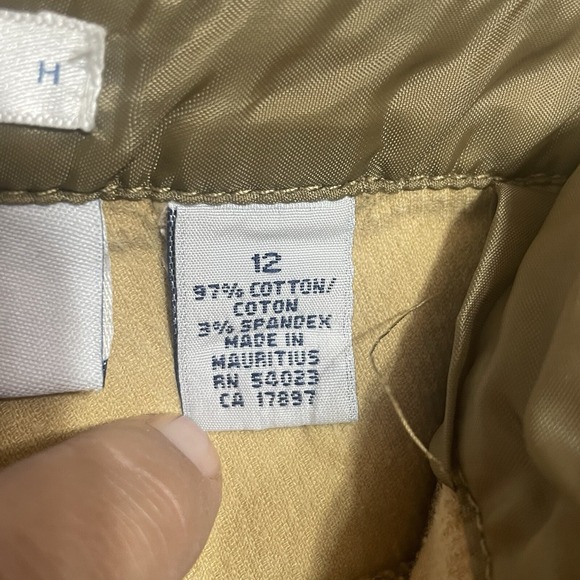 H
12
97% COTTON/
COTON
3% SPANDEX
MADE IN
MAURITIUS
RN 54023
CA 17897